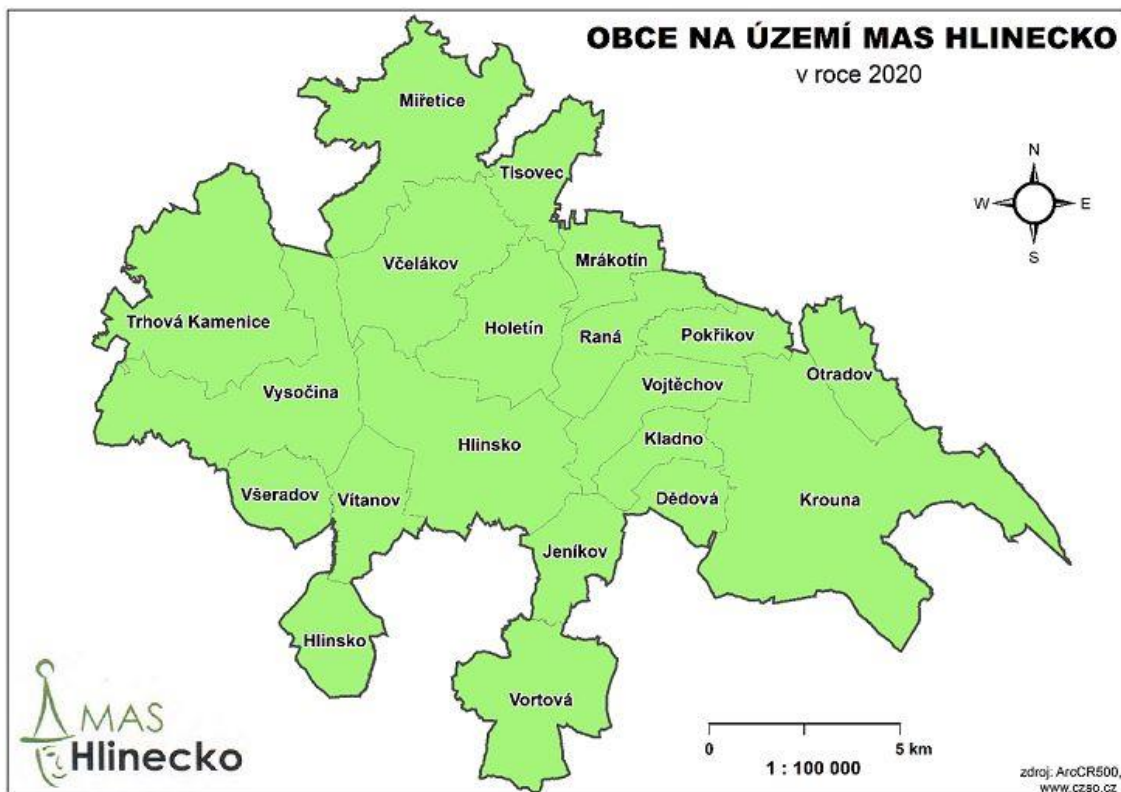 OBCE NA ÚZEMÍ MAS HLINECKO
v roce 2020
Miřetice
Tisovec
N
W
E
S
Včelákov
Mrákotín
Trhová Kamenice
Holetín
Raná
Pokřikov
Otradov
Vysočina
Vojtěchov
Hlinsko
Kladno
Všeradov
Vítanov
Dědová
Krouna
Jeníkov
Hlinsko
Vortová
MAS
Hlinecko
0 5 km
1 : 100 000
zdroj: ArcCR500,
www.czso.cz